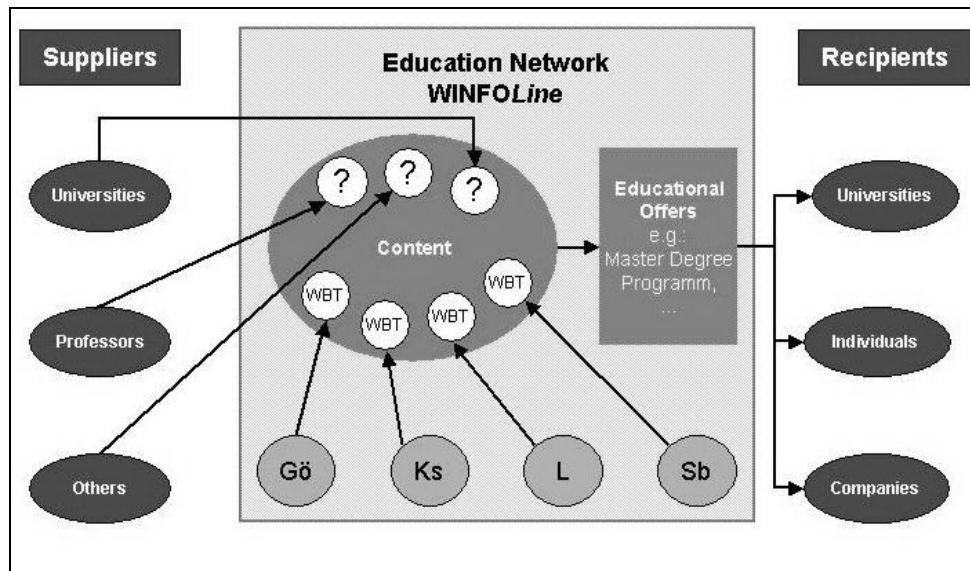 Suppliers
Education Network
WINFOLine
Recipients
Universities
?
?
?
Educational
Offers
e.g.:
Master Degree
Programm,
...
Universities
Content
WBT
WBT
WBT
WBT
Professors
Individuals
Others
Gö
Ks
L
Sb
Companies